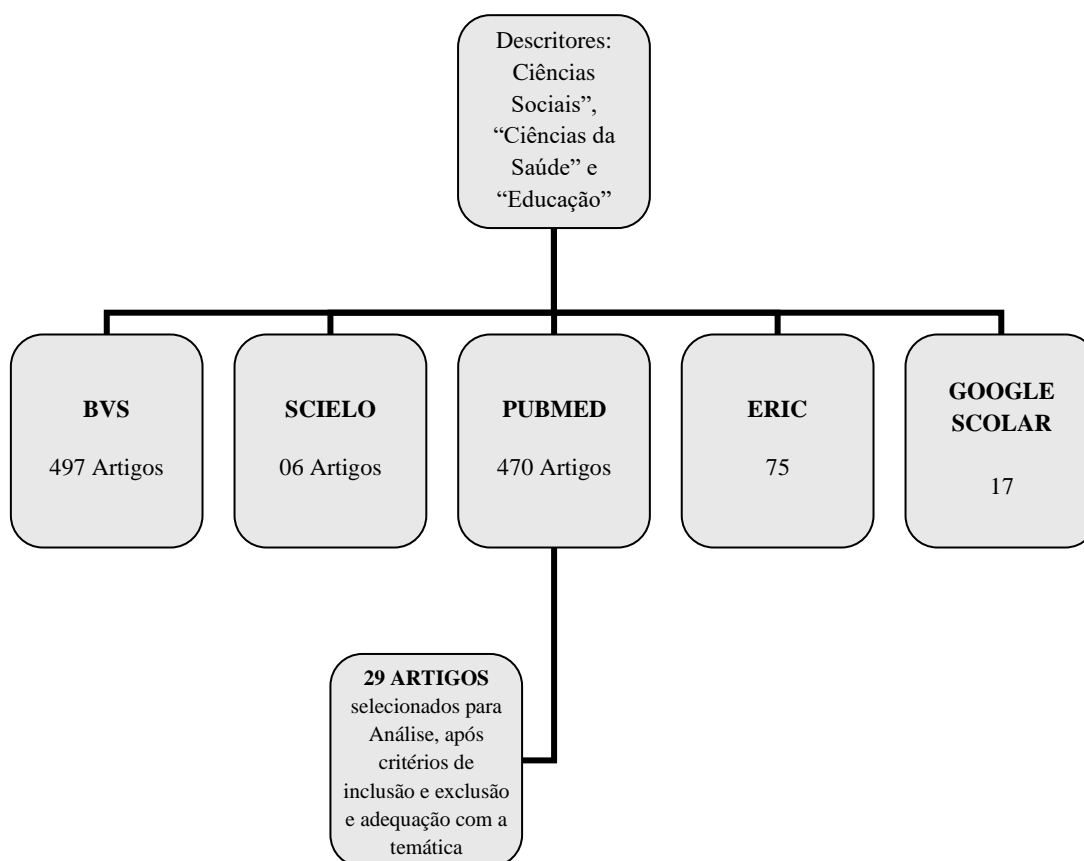 Descritores:
Ciências
Sociais”,
“Ciências da
Saúde” e
“Educação”
BVS
497 Artigos
SCIELO
06 Artigos
PUBMED
470 Artigos
ERIC
75
GOOGLE
SCOLAR
17
29 ARTIGOS
selecionados para
Análise, após
critérios de
inclusão e exclusão
e adequação com a
temática